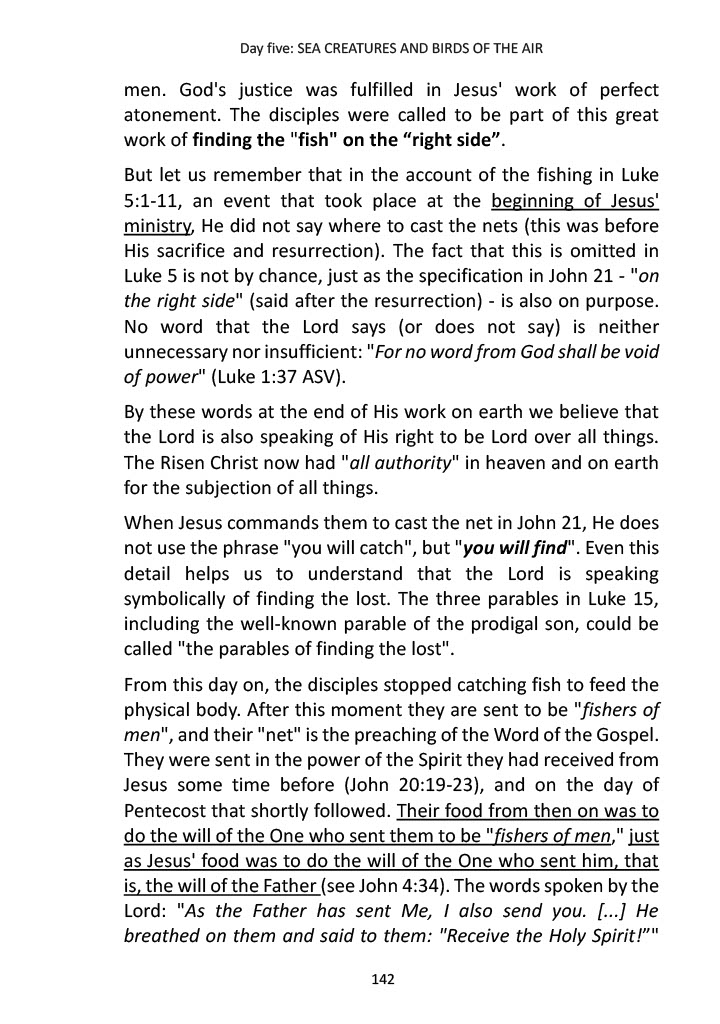 Day five: SEA CREATURES AND BIRDS OF THE AIR
men. God's justice was fulfilled in Jesus' work of perfect
atonement. The disciples were called to be part of this great
work of finding the "fish" on the “right side”.
But let us remember that in the account of the fishing in Luke
5:1-11, an event that took place at the beginning of Jesus'
ministry, He did not say where to cast the nets (this was before
His sacrifice and resurrection). The fact that this is omitted in
Luke 5 is not by chance, just as the specification in John 21 - "on
the right side" (said after the resurrection) - is also on purpose.
No word that the Lord says (or does not say) is neither
unnecessary nor insufficient: "For no word from God shall be void
of power" (Luke 1:37 ASV).
By these words at the end of His work on earth we believe that
the Lord is also speaking of His right to be Lord over all things.
The Risen Christ now had "all authority" in heaven and on earth
for the subjection of all things.
When Jesus commands them to cast the net in John 21, He does
not use the phrase "you will catch", but "you will find". Even this
detail helps us to understand that the Lord is speaking
symbolically of finding the lost. The three parables in Luke 15,
including the well-known parable of the prodigal son, could be
called "the parables of finding the lost".
From this day on, the disciples stopped catching fish to feed the
physical body. After this moment they are sent to be "fishers of
men", and their "net" is the preaching of the Word of the Gospel.
They were sent in the power of the Spirit they had received from
Jesus some time before (John 20:19-23), and on the day of
Pentecost that shortly followed. Their food from then on was to
do the will of the One who sent them to be "fishers of men," just
as Jesus' food was to do the will of the One who sent him, that
is, the will of the Father (see John 4:34). The words spoken by the
Lord: "As the Father has sent Me, I also send you. [...] He
breathed on them and said to them: "Receive the Holy Spirit!”"
142